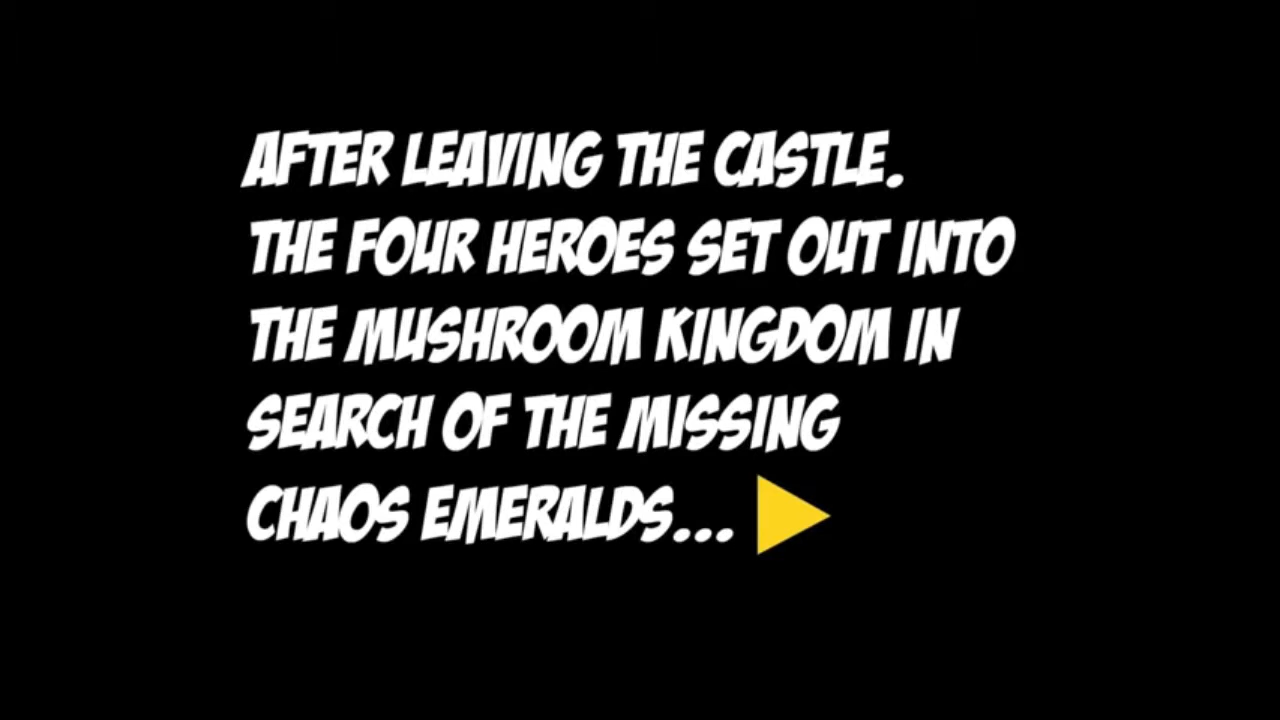 AFTER LEAVING THE CASTLE.
THE FOUR HEROES SET OUT INTO
THE MUSHROOM KINGDOM IN
SEARCH OF THE MISSING
CHAOS EMERALDS...